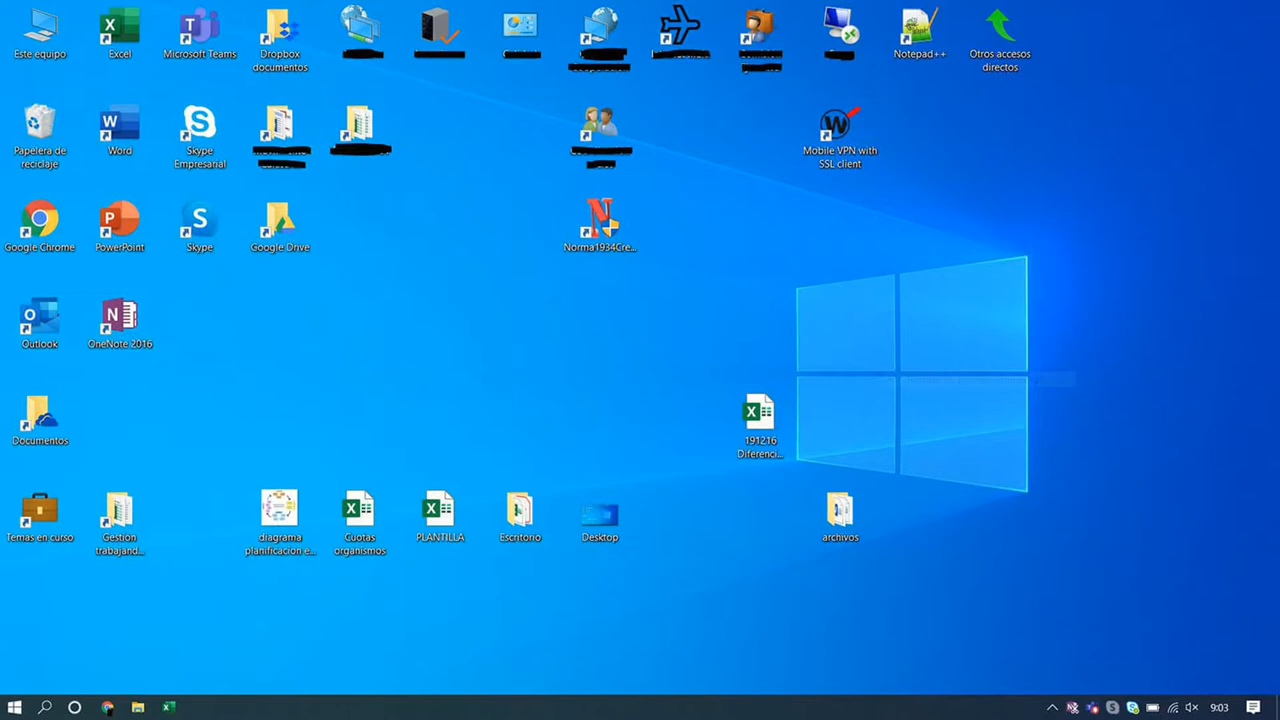 Este equipo
Excel
Microsoft Teams
Dropbox
documentos
Notepad++
Otros accesos
directos
Papelera de
reciclaje
Word
Skype
Empresarial
Mobile VPN with
SSL client
Google Chrome
PowerPoint
Skype
Google Drive
Norma1934Cre...
Outlook
OneNote 2016
Documentos
191216
Diferenci...
Temas en curso
Gestion
trabajand...
diagrama
planificacion e...
Cuotas
organismos
PLANTILLA
Escritorio
Desktop
archivos
9:03